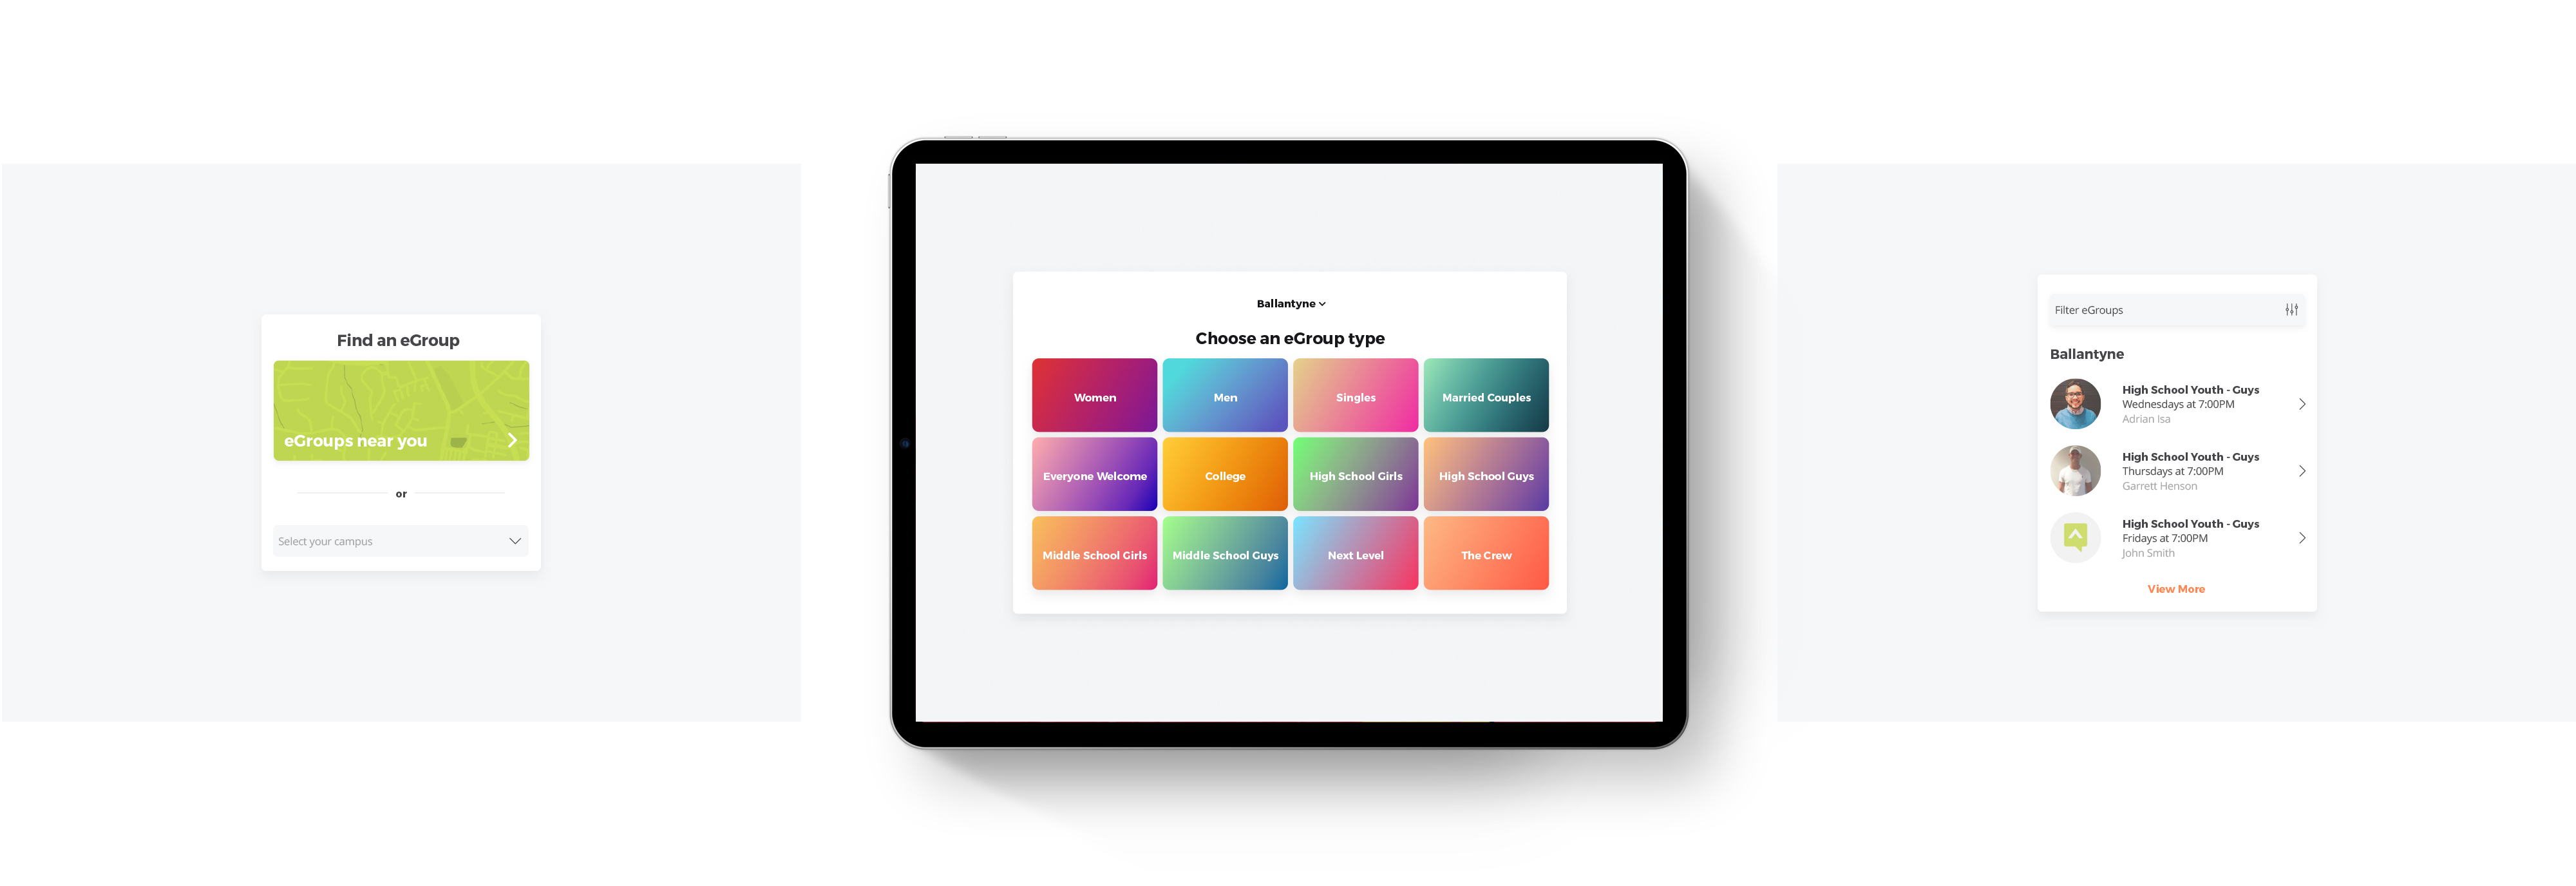 Find an eGroup
eGroups near you
or
Select your campus
Ballantyne
Choose an eGroup type
Women
Men
Singles
Married Couples
Everyone Welcome
College
High School Girls
High School Guys
Middle School Girls
Middle School Guys
Next Level
The Crew
Filter eGroups
Ballantyne
High School Youth - Guys
Wednesdays at 7:00PM
Adrian Isa
High School Youth - Guys
Thursdays at 7:00PM
Garrett Henson
High School Youth - Guys
Fridays at 7:00PM
John Smith
View More